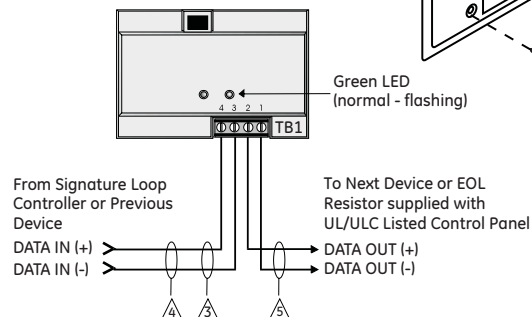 Green LED
(normal - flashing)
4 3 2 1
TB1
From Signature Loop
Controller or Previous
Device
DATA IN (+)
DATA IN (-)
To Next Device or EOL
Resistor supplied with
UL/ULC Listed Control Panel
DATA OUT (+)
DATA OUT (-)
4
3
5